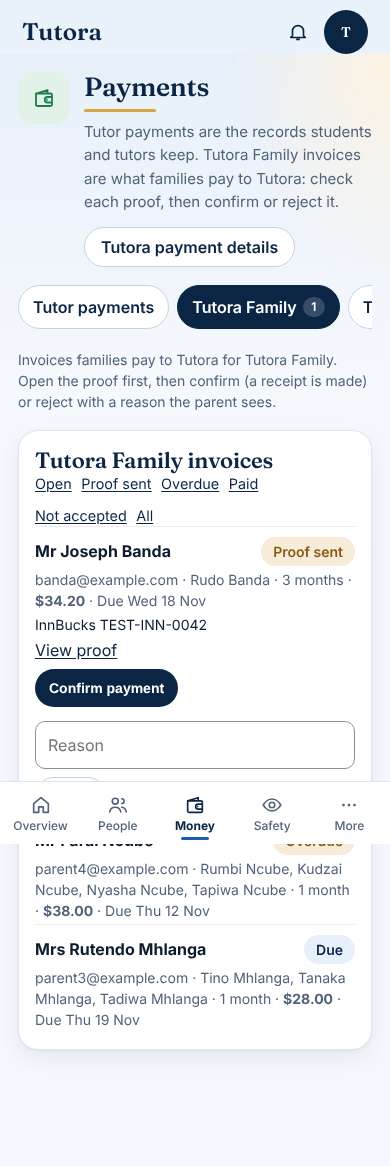 Tutora
T
Payments
Tutor payments are the records students
and tutors keep. Tutora Family invoices
are what families pay to Tutora: check
each proof, then confirm or reject it.
Tutora payment details
Tutor payments
Tutora Family 1
T
Invoices families pay to Tutora for Tutora Family.
Open the proof first, then confirm (a receipt is made)
or reject with a reason the parent sees.
Tutora Family invoices
Open Proof sent Overdue Paid
Not accepted All
Mr Joseph Banda
Proof sent
banda@example.com · Rudo Banda · 3 months ·
$34.20 · Due Wed 18 Nov
InnBucks TEST-INN-0042
View proof
Confirm payment
Reason
Overview People Money Safety More
parent4@example.com · Rumbi Ncube, Kudzai
Ncube, Nyasha Ncube, Tapiwa Ncube · 1 month
· $38.00 · Due Thu 12 Nov
Mrs Rutendo Mhlanga
Due
parent3@example.com · Tino Mhlanga, Tanaka
Mhlanga, Tadiwa Mhlanga · 1 month · $28.00 ·
Due Thu 19 Nov